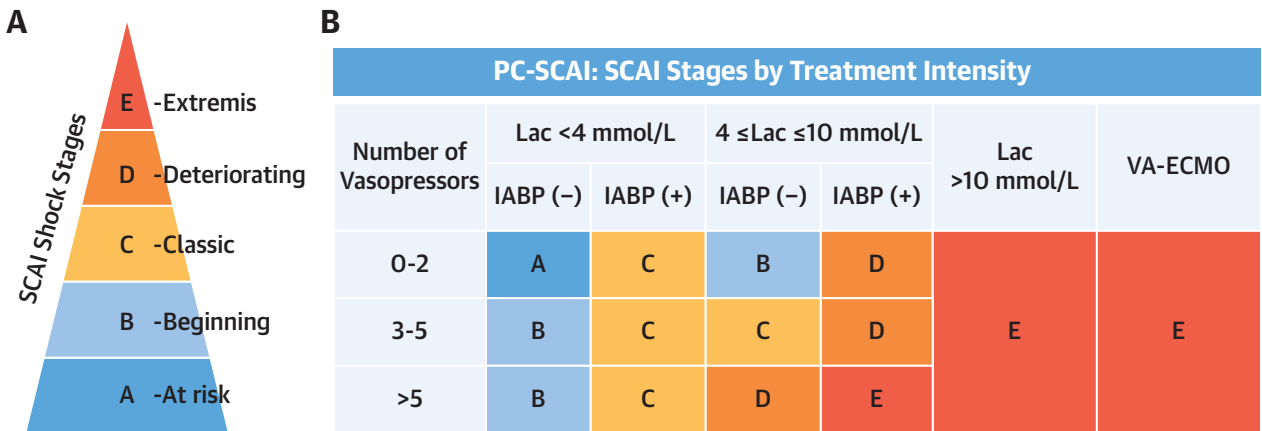 A
SCAI Shock Stages
E -Extremis
D -Deteriorating
C -Classic
B -Beginning
A -At risk
B
PC-SCAI: SCAI Stages by Treatment Intensity
Number of
Vasopressors
Lac <4 mmol/L
4 ≤Lac ≤10 mmol/L
Lac
>10 mmol/L
VA-ECMO
IABP (−) IABP (+) IABP (−) IABP (+)
0-2 A C B D
3-5 B C C D E E
>5 B C D E